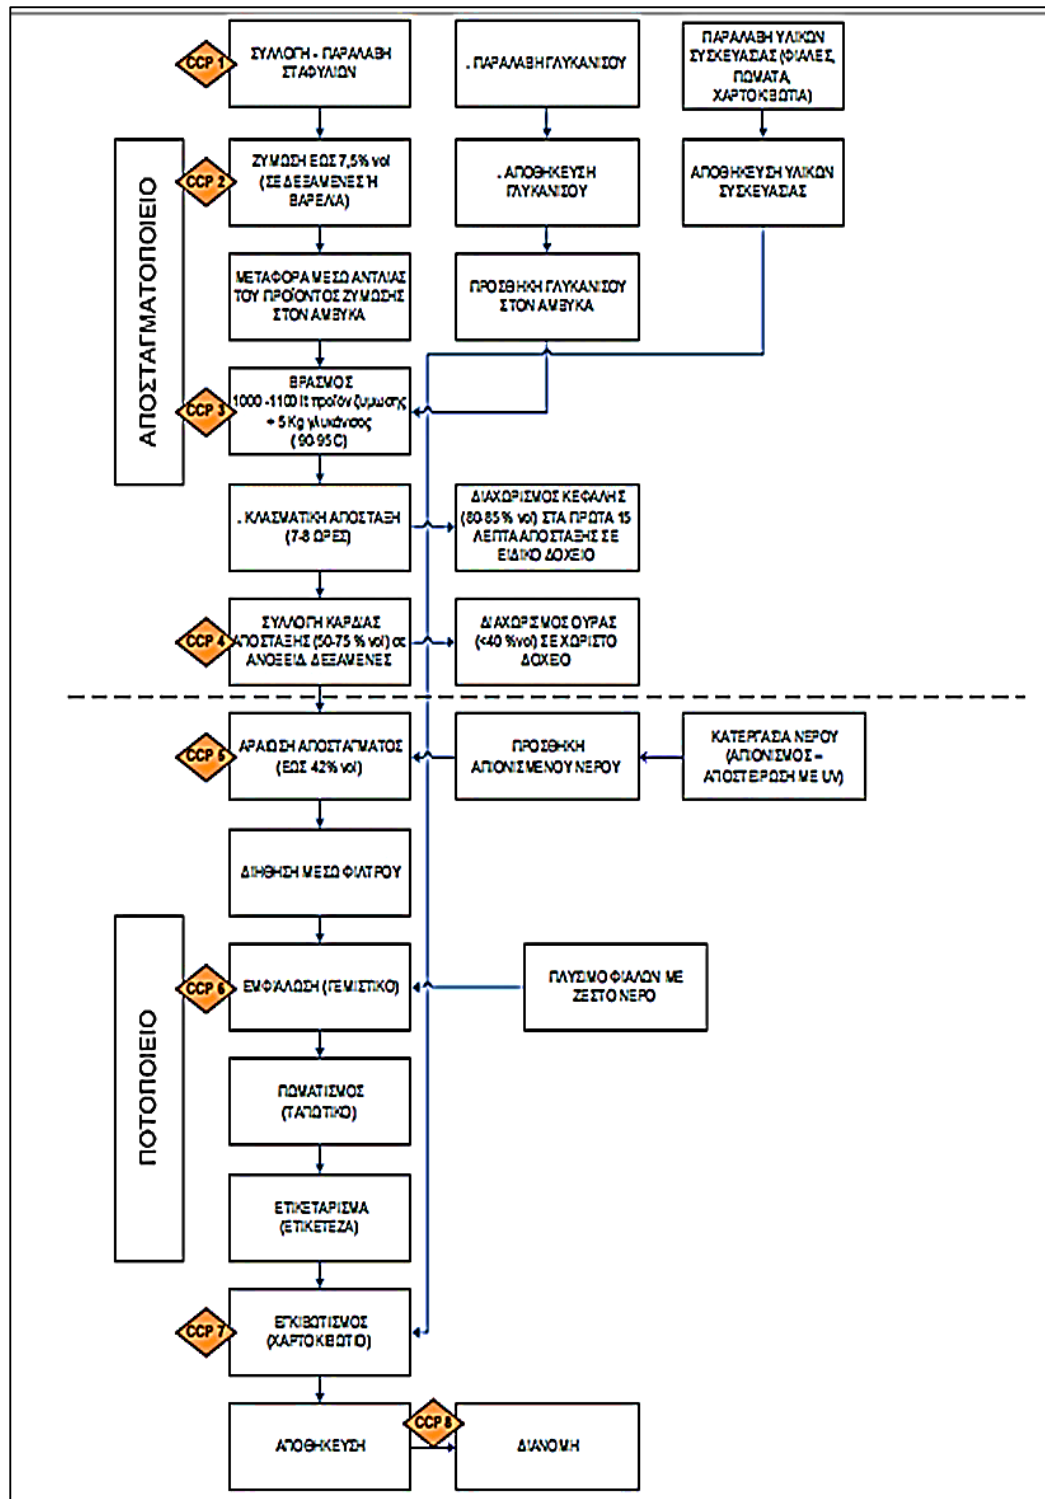 CCP 1
ΣΥΛΛΟΓΗ - ΠΑΡΑΛΑΒΗ
ΣΤΑΦΥΛΙΩΝ
. ΠΑΡΑΛΑΒΗ ΓΛΥΚΑΝΙΣΟΥ
ΠΑΡΑΛΑΒΗ ΥΛΙΚΩΝ
ΣΥΣΚΕΥΑΣΙΑΣ (ΦΙΑΛΕΣ,
ΠΩΜΑΤΑ,
ΧΑΡΤΟΚΙΒΩΤΙΑ)
ΑΠΟΣΤΑΓΜΑΤΟΠΟΙΕΙΟ
CCP 2
ΖΥΜΩΣΗ ΕΩΣ 7,5% vol
(ΣΕ ΔΕΞΑΜΕΝΕΣ Ή
ΒΑΡΕΛΙΑ)
. ΑΠΟΘΗΚΕΥΣΗ
ΓΛΥΚΑΝΙΣΟΥ
ΑΠΟΘΗΚΕΥΣΗ ΥΛΙΚΩΝ
ΣΥΣΚΕΥΑΣΙΑΣ
ΜΕΤΑΦΟΡΑ ΜΕΣΩ ΑΝΤΛΙΑΣ
ΤΟΥ ΠΡΟΪΟΝΤΟΣ ΖΥΜΩΣΗΣ
ΣΤΟΝ ΑΜΒΥΚΑ
ΠΡΟΣΘΗΚΗ ΓΛΥΚΑΝΙΣΟΥ
ΣΤΟΝ ΑΜΒΥΚΑ
CCP 3
ΒΡΑΣΜΟΣ
1000 -1100 lt προϊόν ζυμωσης
+ 5 Kg γλυκάνισος
( 90-95 C)
. ΚΛΑΣΜΑΤΙΚΗ ΑΠΟΣΤΑΞΗ
(7-8 ΩΡΕΣ)
ΔΙΑΧΩΡΙΣΜΟΣ ΚΕΦΑΛΗΣ
(80-85 % vol) ΣΤΑ ΠΡΩΤΑ 15
ΛΕΠΤΑ ΑΠΟΣΤΑΞΗΣ ΣΕ
ΕΙΔΙΚΟ ΔΟΧΕΙΟ
CCP 4
ΣΥΛΛΟΓΗ ΚΑΡΔΙΑΣ
ΑΠΟΣΤΑΞΗΣ (50-75 % vol) σε
ΑΝΟΞΕΙΔ. ΔΕΞΑΜΕΝΕΣ
ΔΙΑΧΩΡΙΣΜΟΣ ΟΥΡΑΣ
(<40 %vol) ΣΕ ΧΩΡΙΣΤΟ
ΔΟΧΕΙΟ
CCP 5
ΑΡΑΙΩΣΗ ΑΠΟΣΤΑΓΜΑΤΟΣ
(ΕΩΣ 42% vol)
ΠΡΟΣΘΗΚΗ
ΑΠΙΟΝΙΣΜΕΝΟΥ ΝΕΡΟΥ
ΚΑΤΕΡΓΑΣΙΑ ΝΕΡΟΥ
(ΑΠΙΟΝΙΣΜΟΣ –
ΑΠΟΣΤΕΙΡΩΣΗ ΜΕ UV)
ΔΙΗΘΗΣΗ ΜΕΣΩ ΦΙΛΤΡΟΥ
ΠΟΤΟΠΟΙΕΙΟ
CCP 6
ΕΜΦΙΑΛΩΣΗ (ΓΕΜΙΣΤΙΚΟ)
ΠΛΥΣΙΜΟ ΦΙΑΛΩΝ ΜΕ
ΖΕΣΤΟ ΝΕΡΟ
ΠΩΜΑΤΙΣΜΟΣ
(ΤΑΠΩΤΙΚΟ)
ΕΤΙΚΕΤΑΡΙΣΜΑ
(ΕΤΙΚΕΤΕΖΑ)
CCP 7
ΕΓΚΙΒΩΤΙΣΜΟΣ
(ΧΑΡΤΟΚΙΒΩΤΙΟ)
ΑΠΟΘΗΚΕΥΣΗ
CCP 8
ΔΙΑΝΟΜΗ